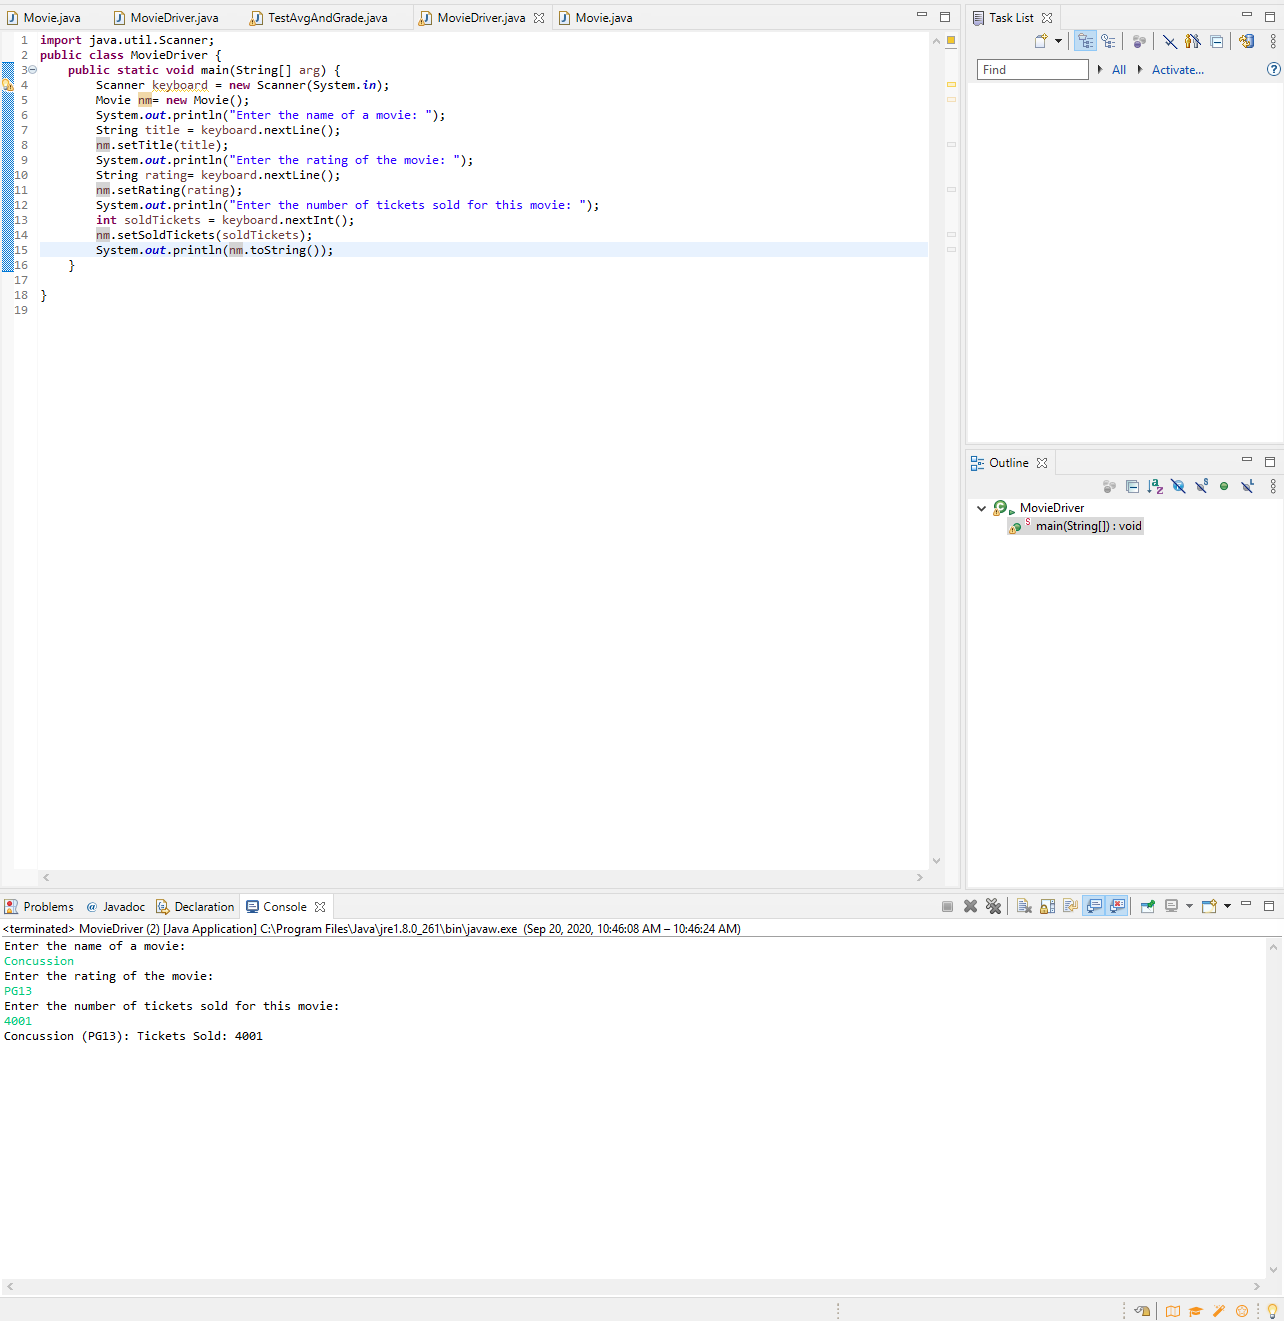 Movie.java MovieDriver.java TestAvgAndGrade.java MovieDriver.java Movie.java
1 import java.util.Scanner;
2 public class MovieDriver {
3 public static void main(String[] arg) {
4 Scanner keyboard = new Scanner(System.in);
5 Movie nm= new Movie();
6 System.out.println("Enter the name of a movie: ");
7 String title = keyboard.nextLine();
8 nm.setTitle(title);
9 System.out.println("Enter the rating of the movie: ");
10 String rating= keyboard.nextLine();
11 nm.setRating(rating);
12 System.out.println("Enter the number of tickets sold for this movie: ");
13 int soldTickets = keyboard.nextInt();
14 nm.setSoldTickets(soldTickets);
15 System.out.println(nm.toString());
16 }
17
18 }
19
Task List
Find All Activate...
Outline
MovieDriver
main(String[]) : void
Problems @ Javadoc Declaration Console
<terminated> MovieDriver (2) [Java Application] C:\Program Files\Java\jre1.8.0_261\bin\javaw.exe (Sep 20, 2020, 10:46:08 AM – 10:46:24 AM)
Enter the name of a movie:
Concussion
Enter the rating of the movie:
PG13
Enter the number of tickets sold for this movie:
4001
Concussion (PG13): Tickets Sold: 4001